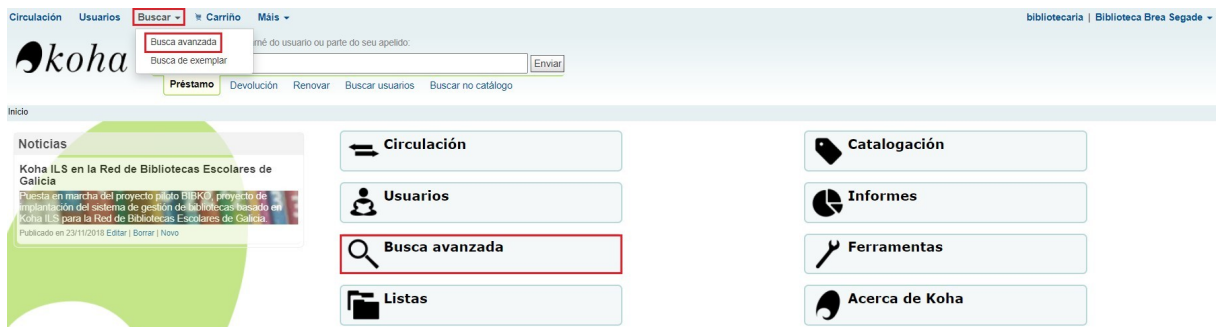 Circulación Usuarios Buscar Carriño Máis bibliotecaria | Biblioteca Brea Segade
Busca avanzada
Busca de exemplar
né do usuario ou parte do seu apelido:
koha
Enviar
Préstamo Devolución Renovar Buscar usuarios Buscar no catálogo
Inicio
Noticias
Koha ILS en la Red de Bibliotecas Escolares de
Galicia
Puesta en marcha del proyecto piloto BIBKO, proyecto de
implantación del sistema de gestión de bibliotecas basado en
Koha ILS para la Red de Bibliotecas Escolares de Galicia.
Publicado en 23/11/2018 Editar | Borrar | Novo
Circulación
Usuarios
Busca avanzada
Listas
Catalogación
Informes
Ferramentas
Acerca de Koha